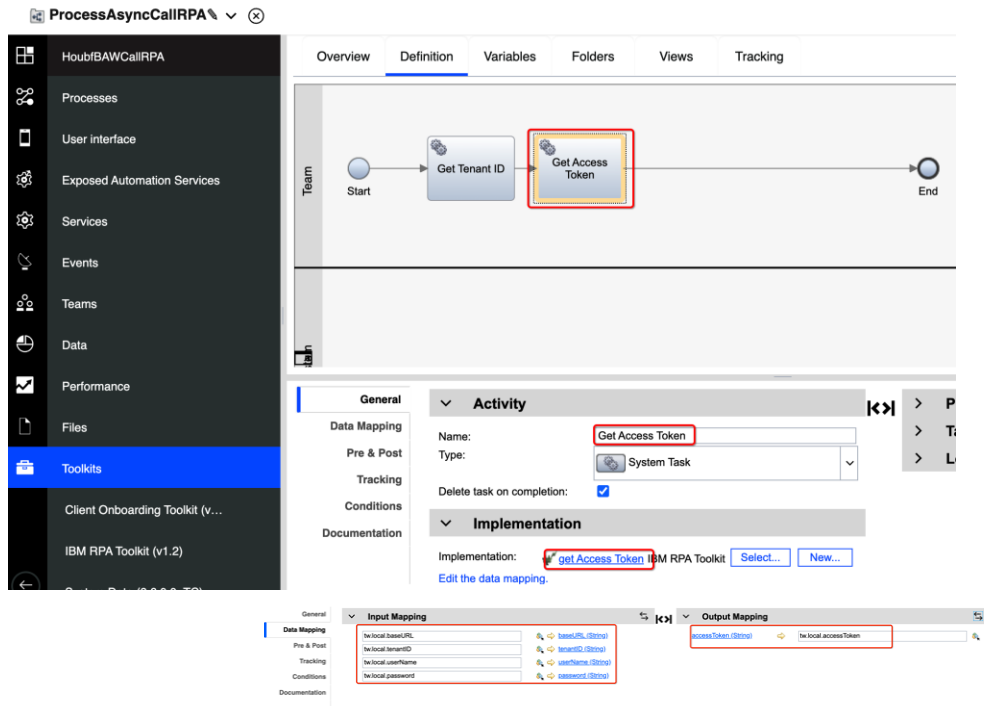 ProcessAsyncCallRPA
HoubfBAWCallRPA
Processes
User interface
Exposed Automation Services
Services
Events
Teams
Data
Performance
Files
Toolkits
Client Onboarding Toolkit (v...
IBM RPA Toolkit (v1.2)
Overview Definition Variables Folders Views Tracking
Team
Start
Get Tenant ID
Get Access
Token
End
General
Data Mapping
Pre & Post
Tracking
Conditions
Documentation
Activity
Name: Get Access Token
Type: System Task
Delete task on completion:
Implementation
Implementation: get Access Token IBM RPA Toolkit Select... New...
Edit the data mapping.
General
Data Mapping
Pre & Post
Tracking
Conditions
Documentation
Input Mapping
tw.local.baseURL baseURL (String)
tw.local.tenantID tenantID (String)
tw.local.userName userName (String)
tw.local.password password (String)
Output Mapping
accessToken (String) tw.local.accessToken